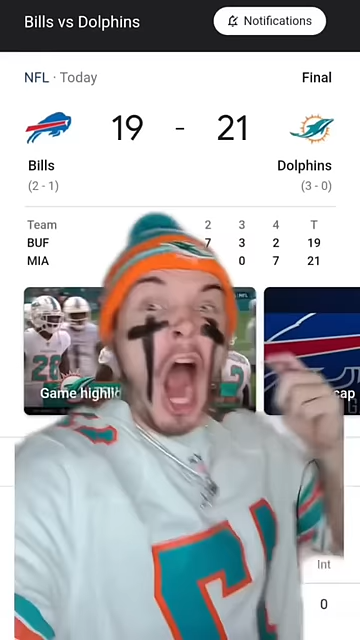 Bills vs Dolphins
Notifications
NFL · Today
Final
19 - 21
Bills
Dolphins
(2 - 1)
(3 - 0)
Team 2 3 4 T
BUF 7 3 2 19
MIA 0 7 21
Game highli
cap
Int
0